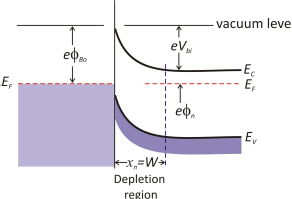 vacuum leve
eφBo
eVbi
EC
EF
EF
eφn
EV
xn=W
Depletion
region